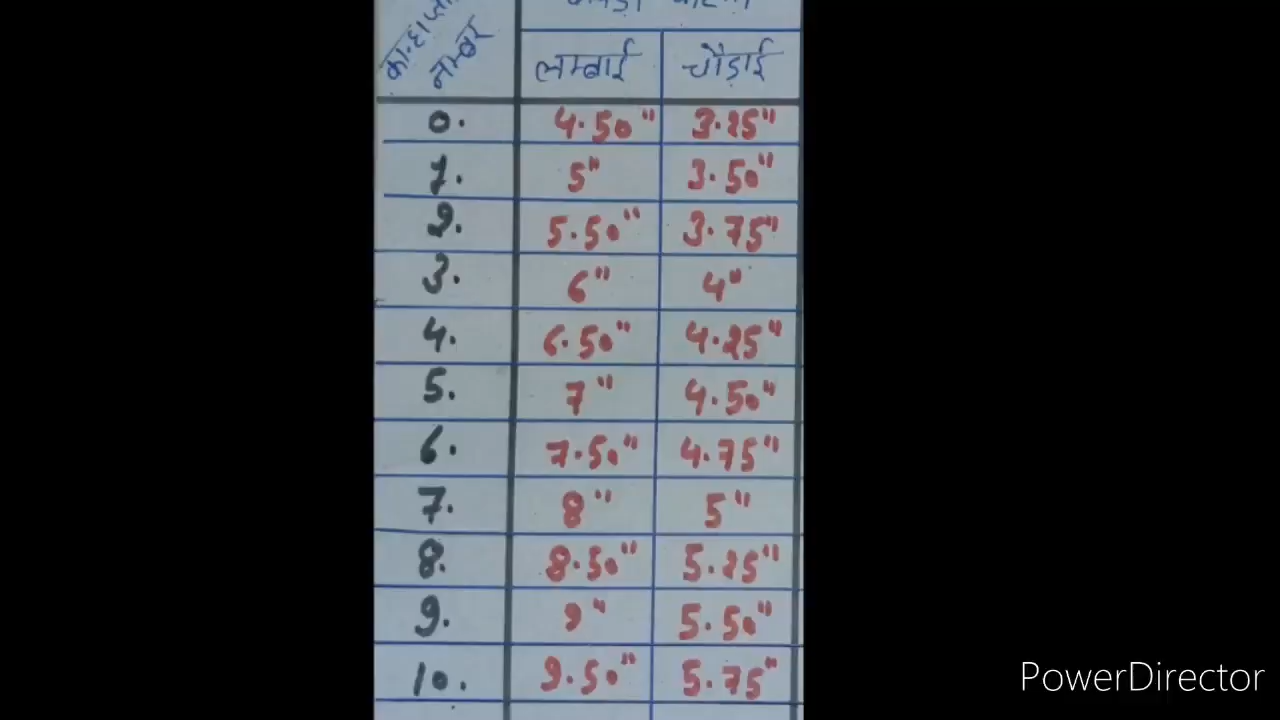 कान्हा जी
नम्बर
लम्बाई चौड़ाई
0. 4.50" 3.25"
1. 5" 3.50"
2. 5.50" 3.75"
3. 6" 4"
4. 6.50" 4.25"
5. 7" 4.50"
6. 7.50" 4.75"
7. 8" 5"
8. 8.50" 5.25"
9. 9" 5.50"
10. 9.50" 5.75"
PowerDirector